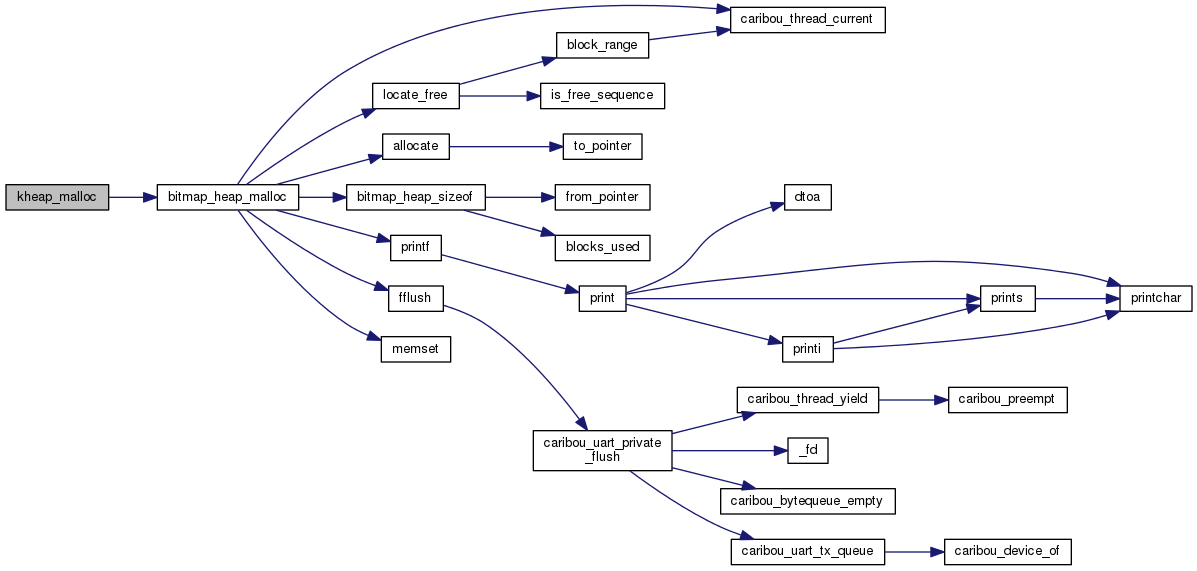 caribou_thread_current
block_range
locate_free
is_free_sequence
allocate
to_pointer
kheap_malloc
bitmap_heap_malloc
bitmap_heap_sizeof
from_pointer
dtoa
printf
blocks_used
fflush
print
prints
printchar
memset
printi
caribou_thread_yield
caribou_preempt
caribou_uart_private
_flush
_fd
caribou_bytequeue_empty
caribou_uart_tx_queue
caribou_device_of